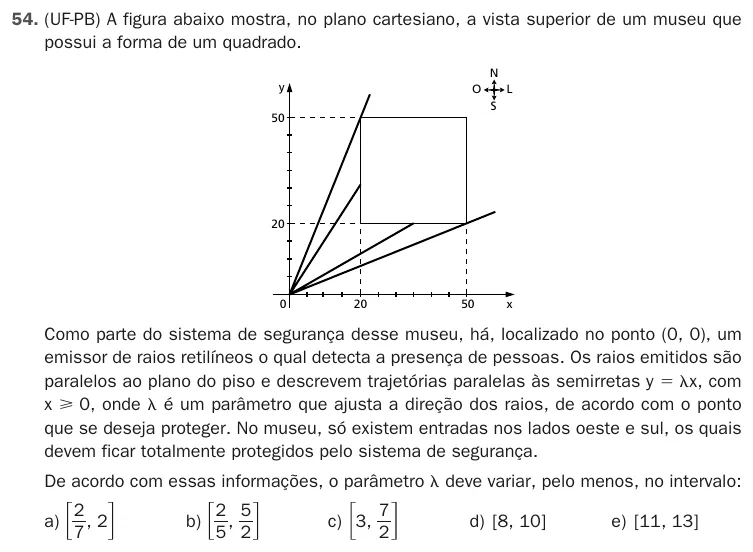 54. (UF-PB) A figura abaixo mostra, no plano cartesiano, a vista superior de um museu que
possui a forma de um quadrado.
N
O L
S
y
50
20
0 20 50 x
Como parte do sistema de segurança desse museu, há, localizado no ponto (0, 0), um
emissor de raios retilíneos o qual detecta a presença de pessoas. Os raios emitidos são
paralelos ao plano do piso e descrevem trajetórias paralelas às semirretas y = λx, com
x ⩾ 0, onde λ é um parâmetro que ajusta a direção dos raios, de acordo com o ponto
que se deseja proteger. No museu, só existem entradas nos lados oeste e sul, os quais
devem ficar totalmente protegidos pelo sistema de segurança.
De acordo com essas informações, o parâmetro λ deve variar, pelo menos, no intervalo:
a) [2/7, 2] b) [2/5, 5/2] c) [3, 7/2] d) [8, 10] e) [11, 13]